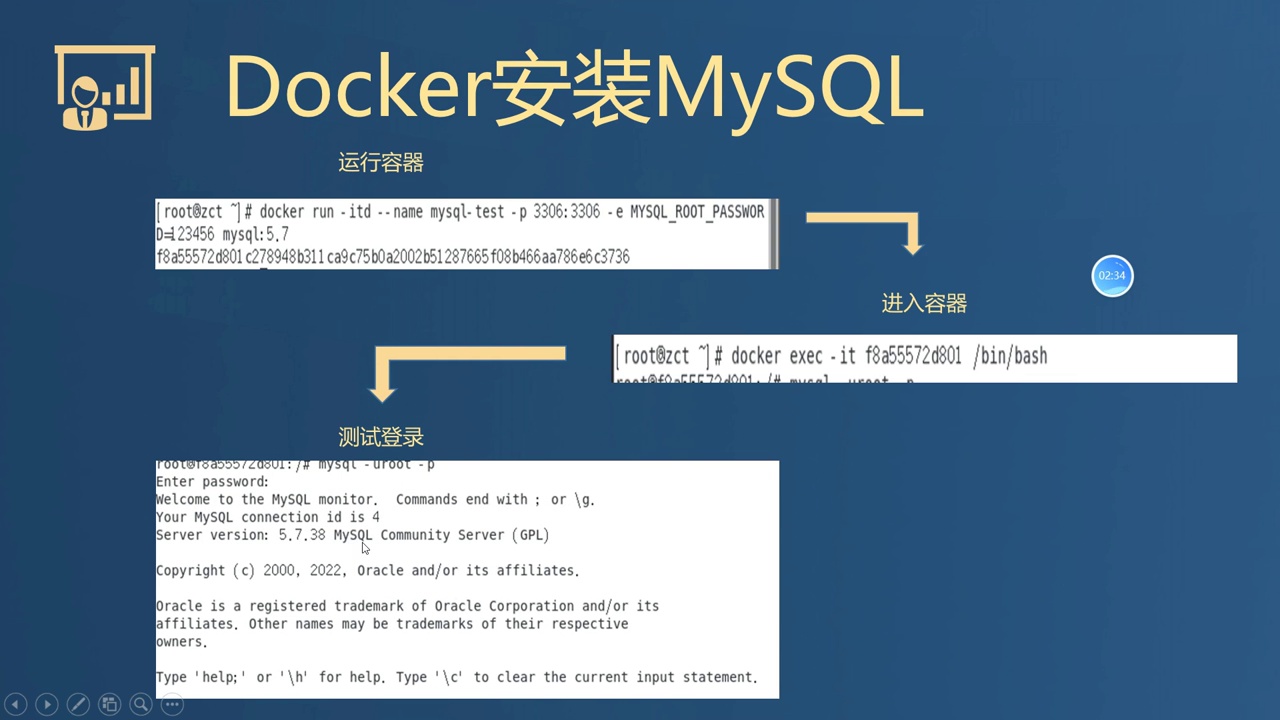 Docker安装MySQL
运行容器
[root@zct ~]# docker run -itd --name mysql-test -p 3306:3306 -e MYSQL_ROOT_PASSWOR
D=123456 mysql:5.7
f8a55572d801c278948b311ca9c75b0a2002b51287665f08b466aa786e6c3736
02:34
进入容器
[root@zct ~]# docker exec -it f8a55572d801 /bin/bash
root@f8a55572d801:/# mysql -uroot -p
测试登录
root@f8a55572d801:/# mysql -uroot -p
Enter password:
Welcome to the MySQL monitor.  Commands end with ; or \g.
Your MySQL connection id is 4
Server version: 5.7.38 MySQL Community Server (GPL)
Copyright (c) 2000, 2022, Oracle and/or its affiliates.
Oracle is a registered trademark of Oracle Corporation and/or its
affiliates. Other names may be trademarks of their respective
owners.
Type 'help;' or '\h' for help. Type '\c' to clear the current input statement.